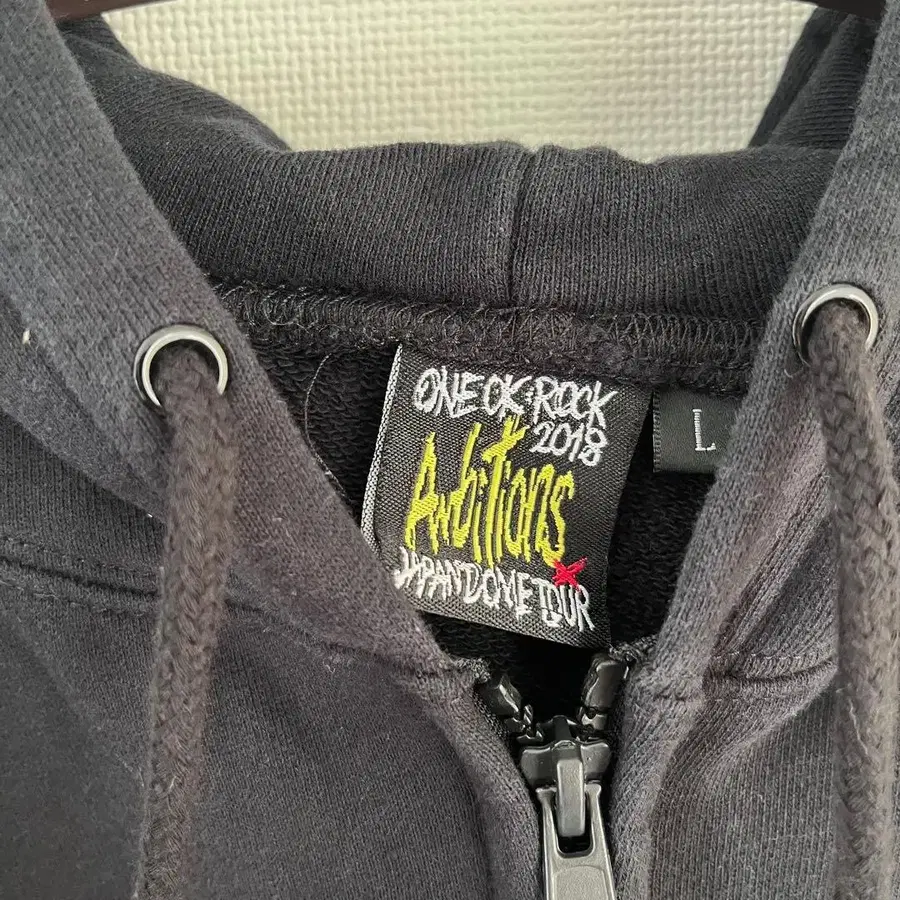 ONE OK ROCK
2018
Ambitions
JAPAN DOME TOUR
L